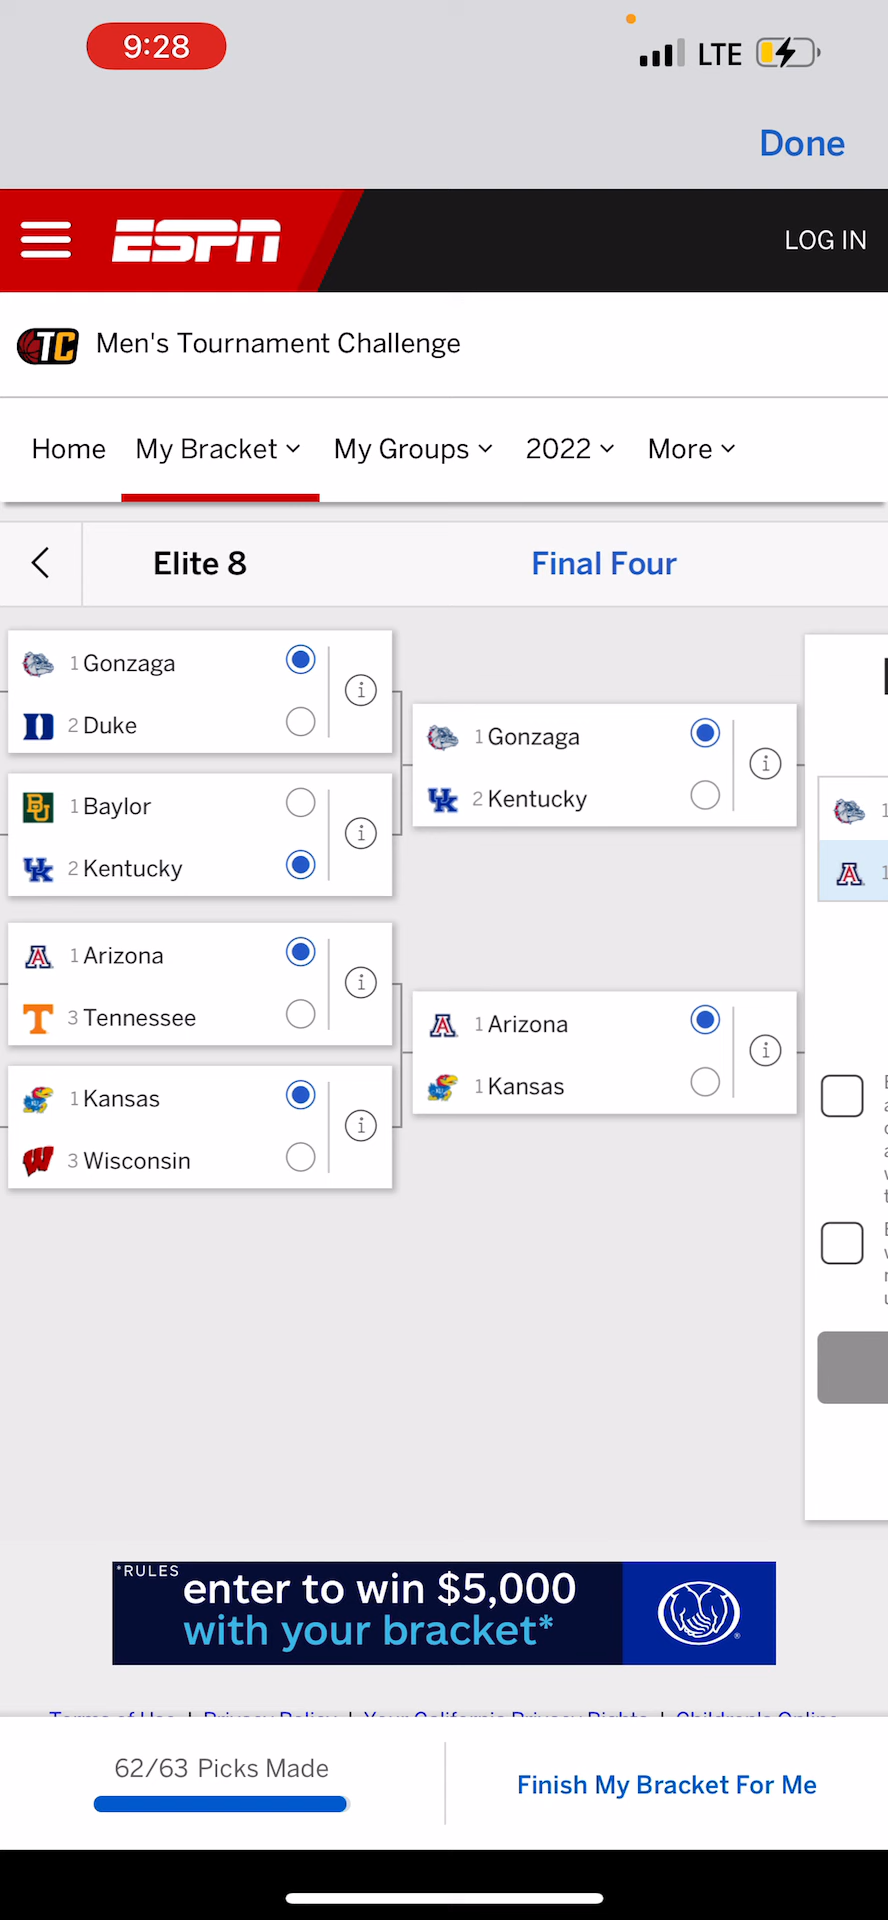 9:28
LTE
Done
ESPN
LOG IN
TC Men's Tournament Challenge
Home My Bracket My Groups 2022 More
Elite 8 Final Four
1 Gonzaga
2 Duke
1 Gonzaga
2 Kentucky
1 Baylor
2 Kentucky
1 Arizona
3 Tennessee
1 Arizona
1 Kansas
1 Kansas
3 Wisconsin
*RULES
enter to win $5,000
with your bracket*
62/63 Picks Made
Finish My Bracket For Me